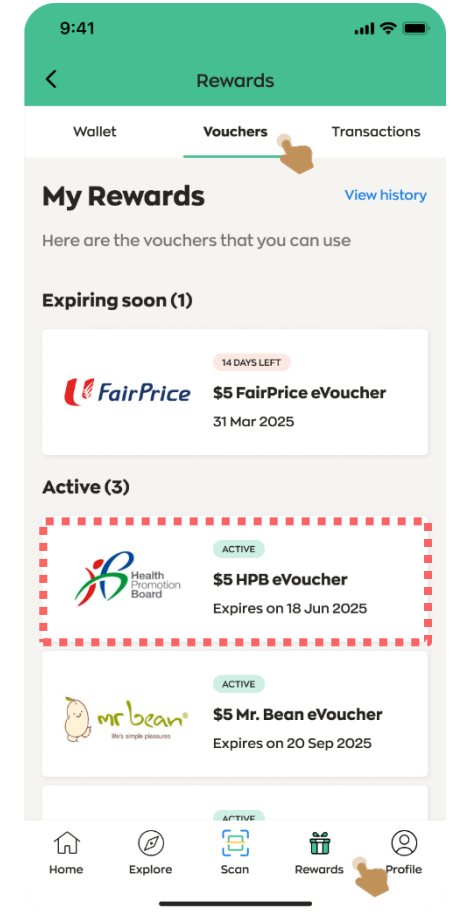 9:41
Rewards
Wallet Vouchers Transactions
My Rewards View history
Here are the vouchers that you can use
Expiring soon (1)
14 DAYS LEFT
FairPrice
$5 FairPrice eVoucher
31 Mar 2025
Active (3)
ACTIVE
Health
Promotion
Board
$5 HPB eVoucher
Expires on 18 Jun 2025
ACTIVE
mr bean®
life's simple pleasures
$5 Mr. Bean eVoucher
Expires on 20 Sep 2025
ACTIVE
Home Explore Scan Rewards Profile